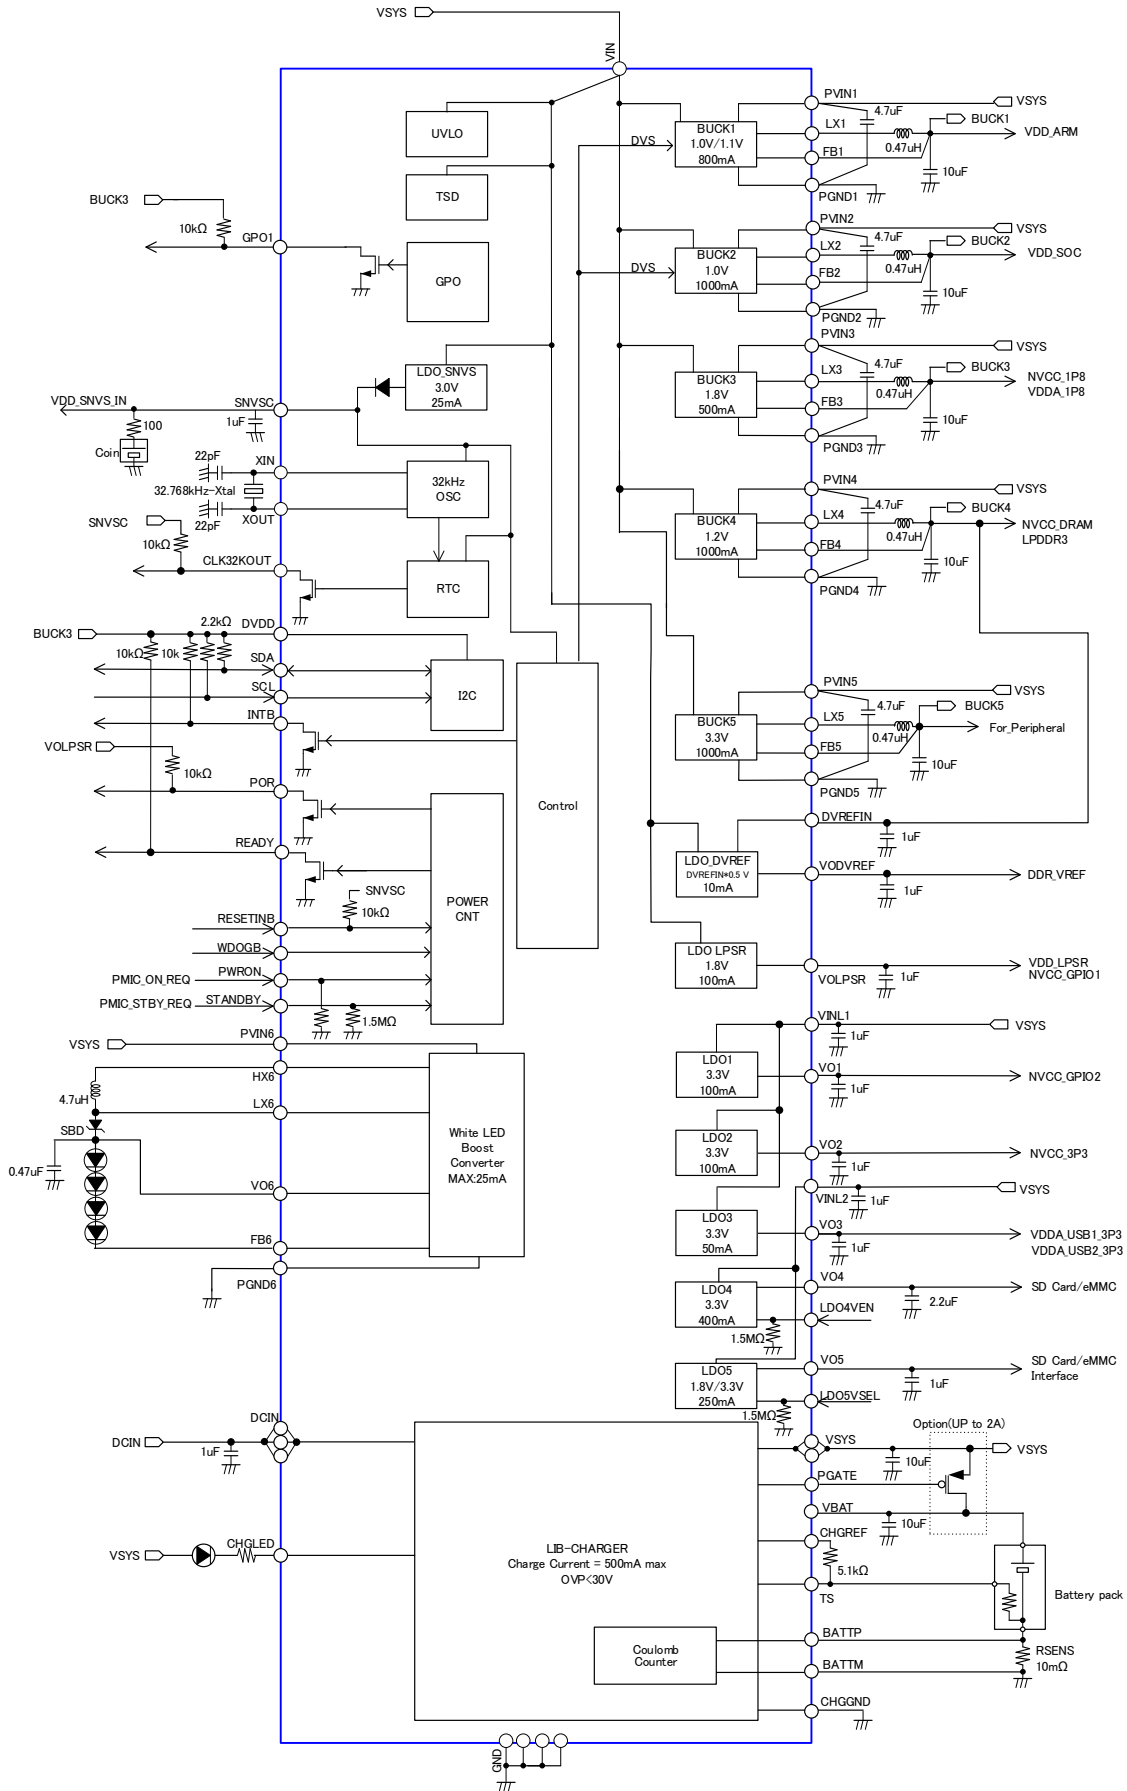 VSYS
VIN
UVLO
TSD
BUCK3
10kΩ
GPO1
GPO
LDO_SNVS
3.0V
25mA
VDD_SNVS_IN
SNVSC
100
1uF
Coin
22pF
XIN
32.768kHz-Xtal
32kHz
OSC
XOUT
22pF
SNVSC
10kΩ
CLK32KOUT
RTC
2.2kΩ
DVDD
BUCK3
10kΩ
10k
SDA
SCL
I2C
INTB
VOLPSR
10kΩ
POR
READY
Control
SNVSC
10kΩ
POWER
CNT
RESETINB
WDOGB
PMIC_ON_REQ
PWRON
PMIC_STBY_REQ
STANDBY
1.5MΩ
PVIN6
VSYS
HX6
4.7uH
LX6
SBD
0.47uF
VO6
White LED
Boost
Converter
MAX:25mA
FB6
PGND6
DVS
BUCK1
1.0V/1.1V
800mA
PVIN1
4.7uF
VSYS
LX1
BUCK1
0.47uH
VDD_ARM
FB1
10uF
PGND1
DVS
BUCK2
1.0V
1000mA
PVIN2
4.7uF
VSYS
LX2
BUCK2
0.47uH
VDD_SOC
FB2
10uF
PGND2
BUCK3
1.8V
500mA
PVIN3
4.7uF
VSYS
LX3
BUCK3
0.47uH
NVCC_1P8
VDDA_1P8
FB3
10uF
PGND3
BUCK4
1.2V
1000mA
PVIN4
4.7uF
VSYS
LX4
BUCK4
0.47uH
NVCC_DRAM
LPDDR3
FB4
10uF
PGND4
BUCK5
3.3V
1000mA
PVIN5
4.7uF
VSYS
LX5
BUCK5
0.47uH
For_Peripheral
FB5
10uF
PGND5
DVREFIN
1uF
LDO_DVREF
DVREFIN*0.5 V
10mA
VODVREF
1uF
DDR_VREF
LDO LPSR
1.8V
100mA
VOLPSR
1uF
VDD_LPSR
NVCC_GPIO1
VINL1
1uF
VSYS
LDO1
3.3V
100mA
VO1
1uF
NVCC_GPIO2
LDO2
3.3V
100mA
VO2
1uF
NVCC_3P3
VINL2
1uF
VSYS
LDO3
3.3V
50mA
VO3
1uF
VDDA_USB1_3P3
VDDA_USB2_3P3
LDO4
3.3V
400mA
VO4
2.2uF
SD Card/eMMC
LDO4VEN
1.5MΩ
LDO5
1.8V/3.3V
250mA
VO5
1uF
SD Card/eMMC
Interface
LDO5VSEL
1.5MΩ
DCIN
DCIN
1uF
VSYS
CHGLED
LIB-CHARGER
Charge Current = 500mA max
OVP<30V
Coulomb
Counter
Option(UP to 2A)
VSYS
10uF
VSYS
PGATE
VBAT
10uF
CHGREF
5.1kΩ
TS
Battery pack
BATTP
RSENS
10mΩ
BATTM
CHGGND
GND